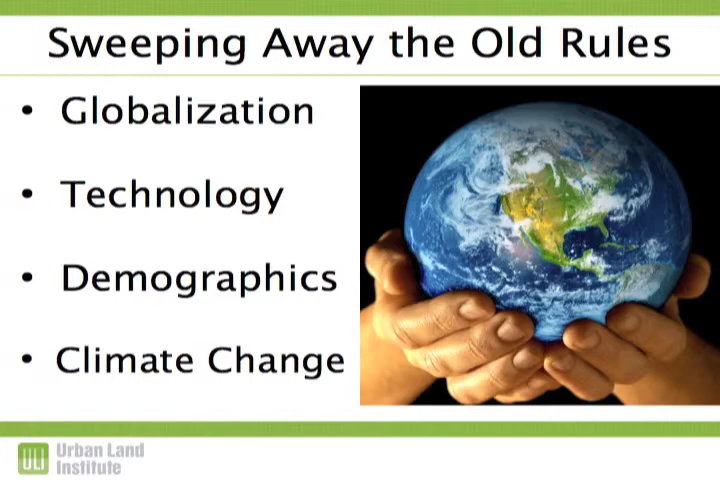 Sweeping Away the Old Rules
• Globalization
• Technology
• Demographics
• Climate Change
ULI Urban Land
Institute